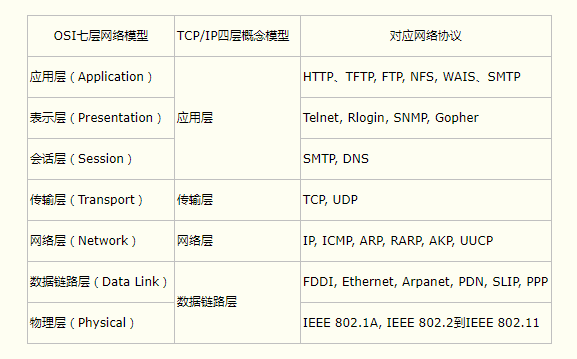 OSI七层网络模型 TCP/IP四层概念模型 对应网络协议
应用层（Application） HTTP、TFTP, FTP, NFS, WAIS、SMTP
表示层（Presentation） 应用层 Telnet, Rlogin, SNMP, Gopher
会话层（Session） SMTP, DNS
传输层（Transport） 传输层 TCP, UDP
网络层（Network） 网络层 IP, ICMP, ARP, RARP, AKP, UUCP
数据链路层（Data Link） 数据链路层 FDDI, Ethernet, Arpanet, PDN, SLIP, PPP
物理层（Physical） IEEE 802.1A, IEEE 802.2到IEEE 802.11